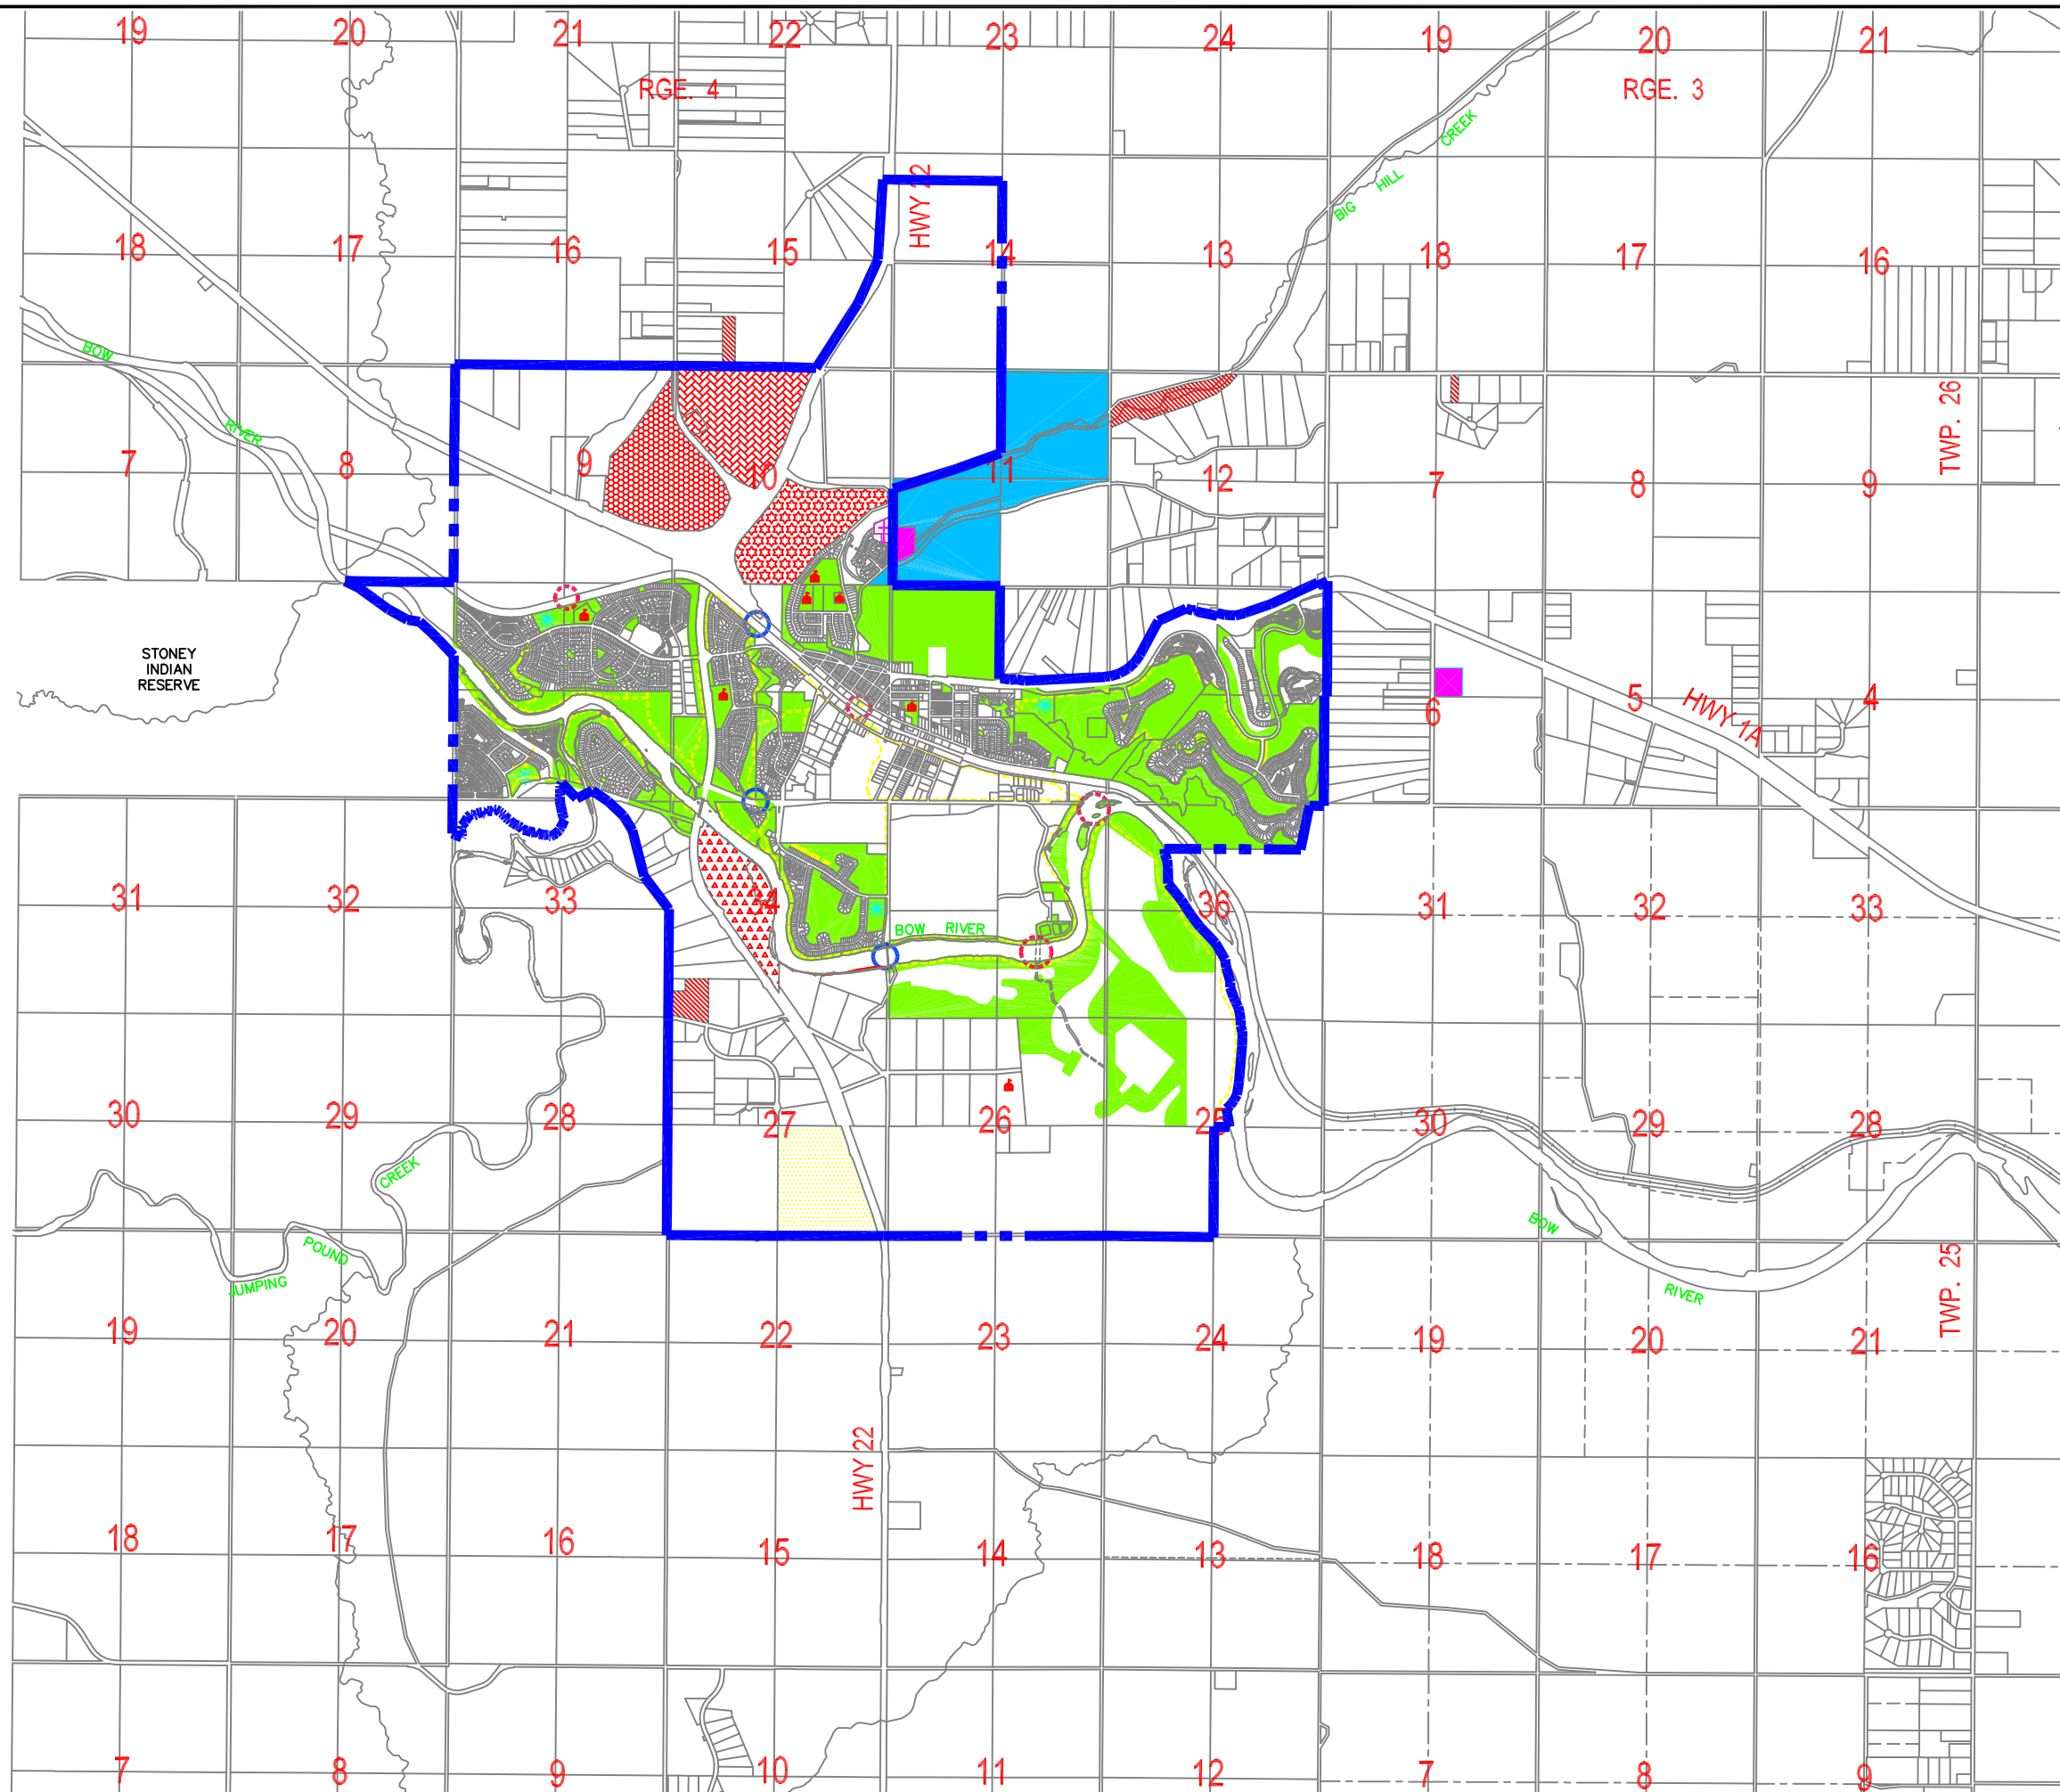 19 20 21 22 23 24 19 20 21
RGE. 4 RGE. 3
CREEK
HILL
BIG
HWY 22
18 17 16 15 14 13 18 17 16
BOW
RIVER
TWP. 26
7 8 9 10 11 12 7 8 9
STONEY
INDIAN
RESERVE
6 5 4
HWY 1A
31 32 33 34 36 31 32 33
BOW RIVER
30 29 28 27 26 25 30 29 28
CREEK
POUND
JUMPING
BOW
RIVER
TWP. 25
19 20 21 22 23 24 19 20 21
HWY 22
18 17 16 15 14 13 18 17 16
7 8 9 10 11 12 7 8 9